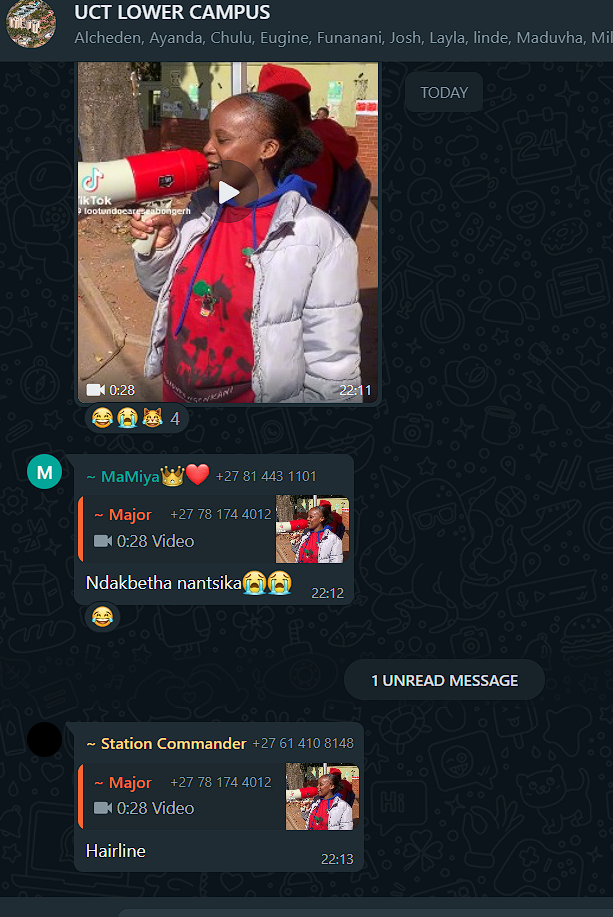 UCT LOWER CAMPUS
Alcheden, Ayanda, Chulu, Eugine, Funanani, Josh, Layla, linde, Maduvha, Mil
TODAY
TikTok
0:28
22:11
😂😭😹 4
M
~ MaMiya👑❤️ +27 81 443 1101
~ Major +27 78 174 4012
0:28 Video
Ndakbetha nantsika😭😭
22:12
😂
1 UNREAD MESSAGE
~ Station Commander +27 61 410 8148
~ Major +27 78 174 4012
0:28 Video
Hairline
22:13